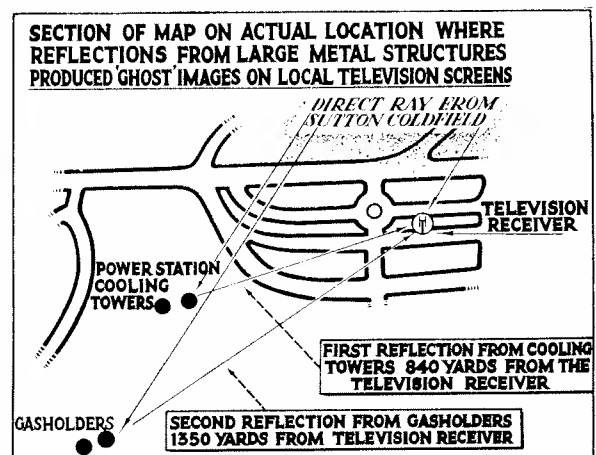 SECTION OF MAP ON ACTUAL LOCATION WHERE
REFLECTIONS FROM LARGE METAL STRUCTURES
PRODUCED 'GHOST' IMAGES ON LOCAL TELEVISION SCREENS
DIRECT RAY FROM
SUTTON COLDFIELD
TELEVISION
RECEIVER
POWER STATION
COOLING
TOWERS
FIRST REFLECTION FROM COOLING
TOWERS 840 YARDS FROM THE
TELEVISION RECEIVER
GASHOLDERS
SECOND REFLECTION FROM GASHOLDERS
1350 YARDS FROM TELEVISION RECEIVER